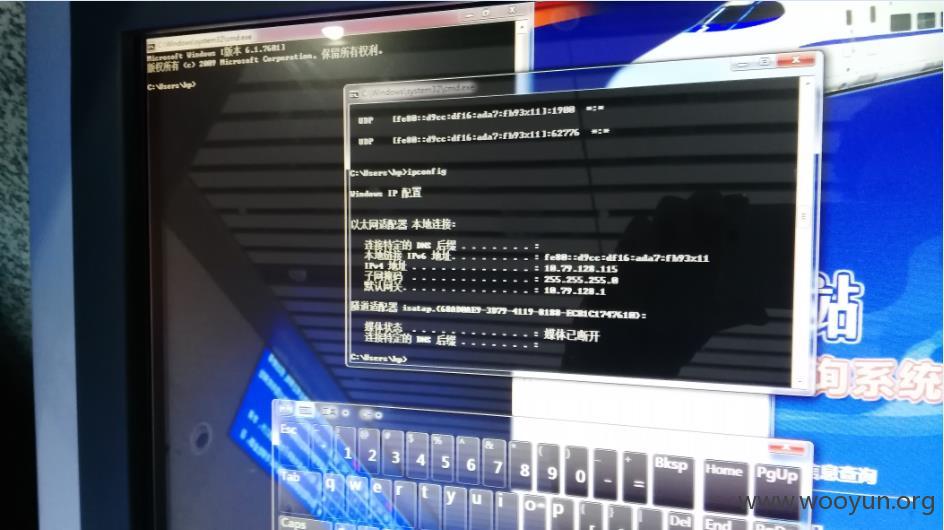 C:\Windows\system32\cmd.exe
Microsoft Windows [版本 6.1.7601]
版权所有 (c) 2009 Microsoft Corporation。保留所有权利。
C:\Users\hp>
C:\Windows\system32\cmd.exe
UDP [fe80::d9cc:df16:ada7:fb93%11]:1900 *:*
UDP [fe80::d9cc:df16:ada7:fb93%11]:62776 *:*
C:\Users\hp>ipconfig
Windows IP 配置
以太网适配器 本地连接:
连接特定的 DNS 后缀 . . . . . . . :
本地链接 IPv6 地址. . . . . . . . : fe80::d9cc:df16:ada7:fb93%11
IPv4 地址 . . . . . . . . . . . . : 10.79.128.115
子网掩码 . . . . . . . . . . . . : 255.255.255.0
默认网关. . . . . . . . . . . . . : 10.79.128.1
隧道适配器 isatap.
媒体状态 . . . . . . . . . . . . : 媒体已断开
连接特定的 DNS 后缀 . . . . . . . :
C:\Users\hp>
站
询系统
信息查询
Esc ~ ! 1 @ 2 # 3 $ 4 % 5 ^ 6 & 7 * 8 ( 9 ) 0 _ - + = Bksp Home PgUp
Tab q w e r t y u i o p { [ Del End
Caps
www.wooyun.org